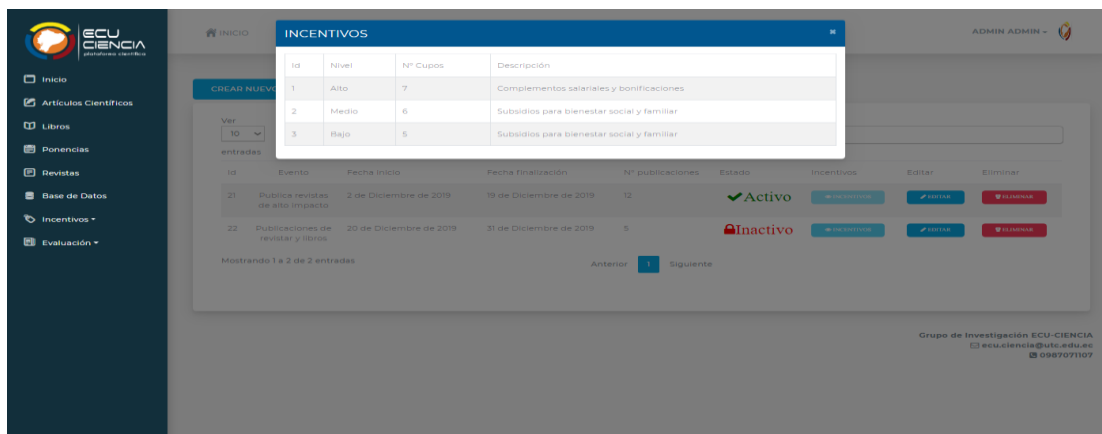 ECU
CIENCIA
plataforma científica
Inicio
Artículos Científicos
Libros
Ponencias
Revistas
Base de Datos
Incentivos
Evaluación
INICIO
ADMIN ADMIN
INCENTIVOS
Id Nivel N° Cupos Descripción
1 Alto 7 Complementos salariales y bonificaciones
2 Medio 6 Subsidios para bienestar social y familiar
3 Bajo 5 Subsidios para bienestar social y familiar
CREAR NUEVO
Ver
10
entradas
Id Evento Fecha inicio Fecha finalización N° publicaciones Estado Incentivos Editar Eliminar
21 Publica revistas de alto impacto 2 de Diciembre de 2019 19 de Diciembre de 2019 12 Activo INCENTIVOS EDITAR ELIMINAR
22 Publicaciones de revistar y libros 20 de Diciembre de 2019 31 de Diciembre de 2019 5 Inactivo INCENTIVOS EDITAR ELIMINAR
Mostrando 1 a 2 de 2 entradas
Anterior 1 Siguiente
Grupo de Investigación ECU-CIENCIA
ecu.ciencia@utc.edu.ec
0987071107